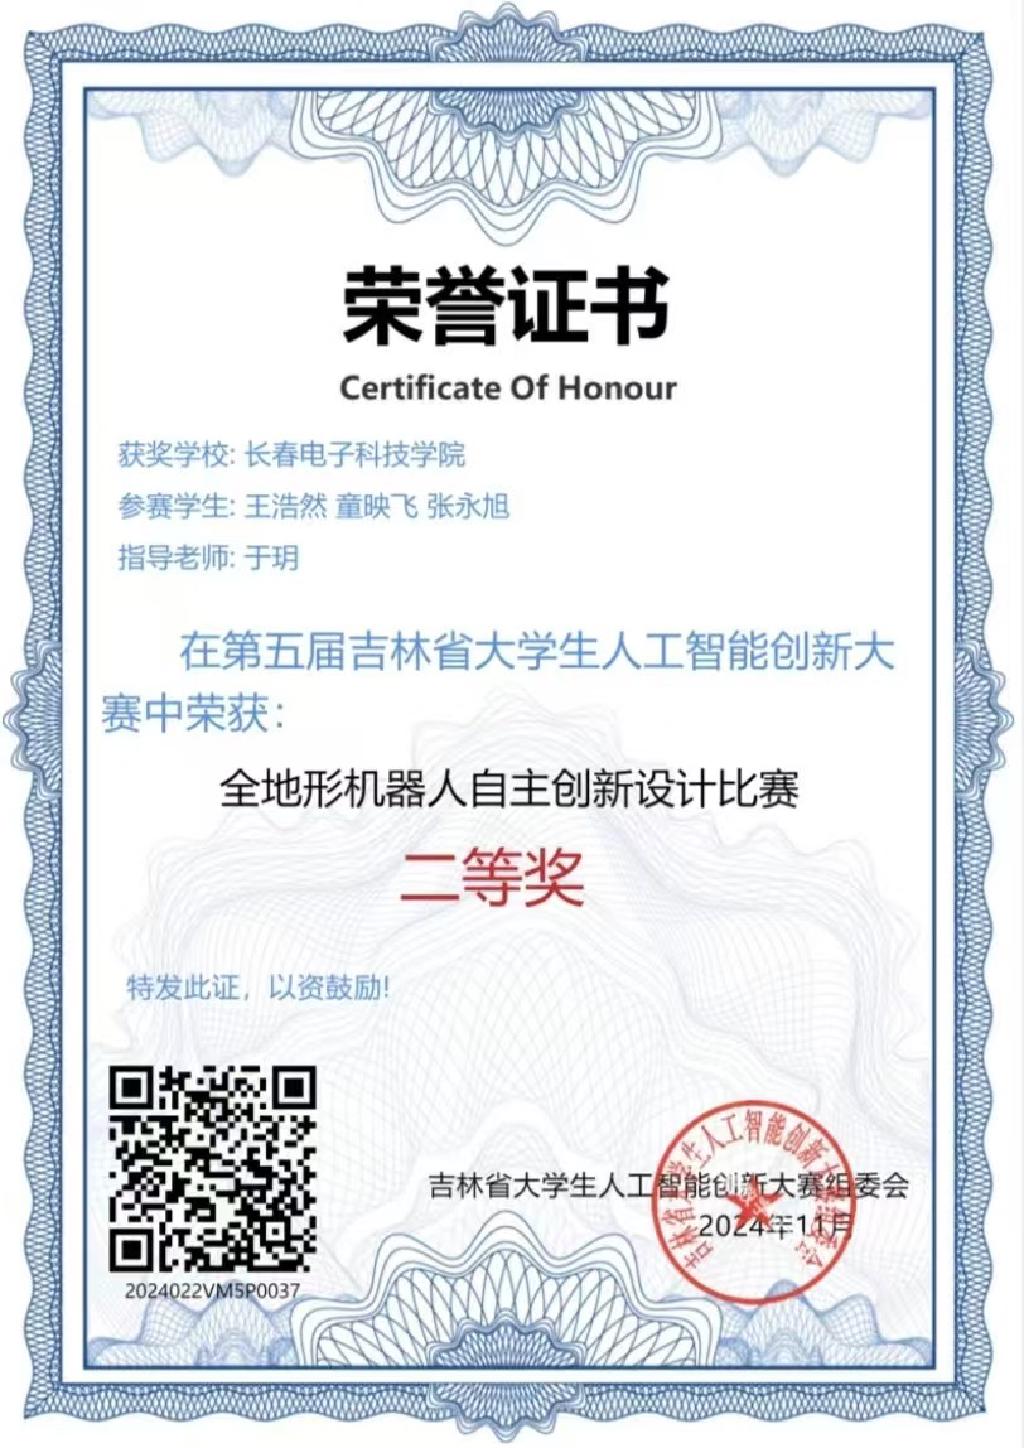 荣誉证书
Certificate Of Honour
获奖学校: 长春电子科技学院
参赛学生: 王浩然 童映飞 张永旭
指导老师: 于玥
在第五届吉林省大学生人工智能创新大
赛中荣获：
全地形机器人自主创新设计比赛
二等奖
特发此证，以资鼓励!
吉林省大学生人工智能创新大赛组委会
2024年11月
2024022VM5P0037
吉林省大学生人工智能创新大赛组委会